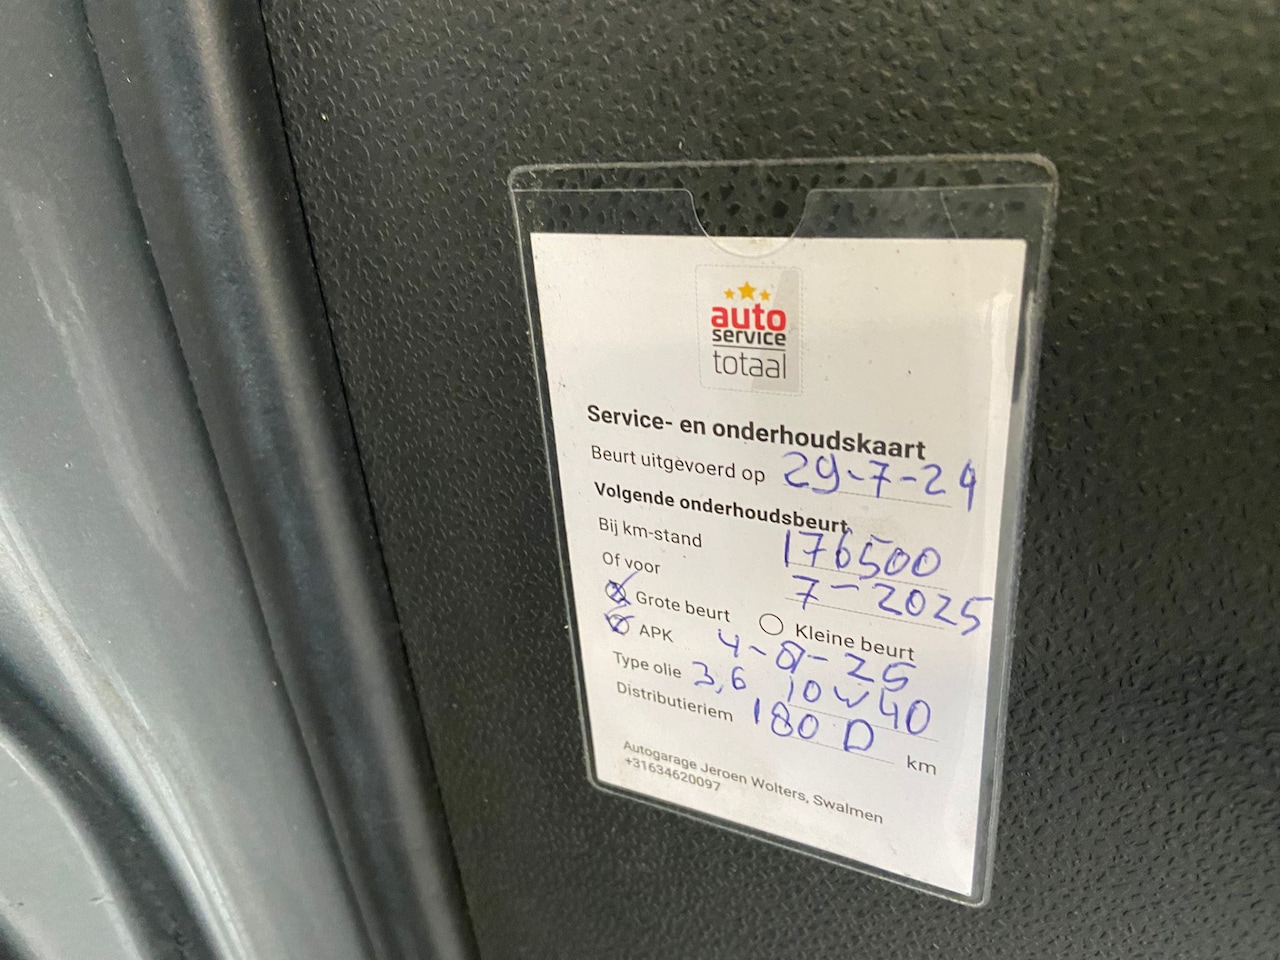 auto
service
totaal
Service- en onderhoudskaart
Beurt uitgevoerd op 29-7-24
Volgende onderhoudsbeurt
Bij km-stand 176500
Of voor 7-2025
Grote beurt Kleine beurt
APK 4-8-25
Type olie 3,6 10w40
Distributieriem 180 D km
Autogarage Jeroen Wolters, Swalmen
+31634620097